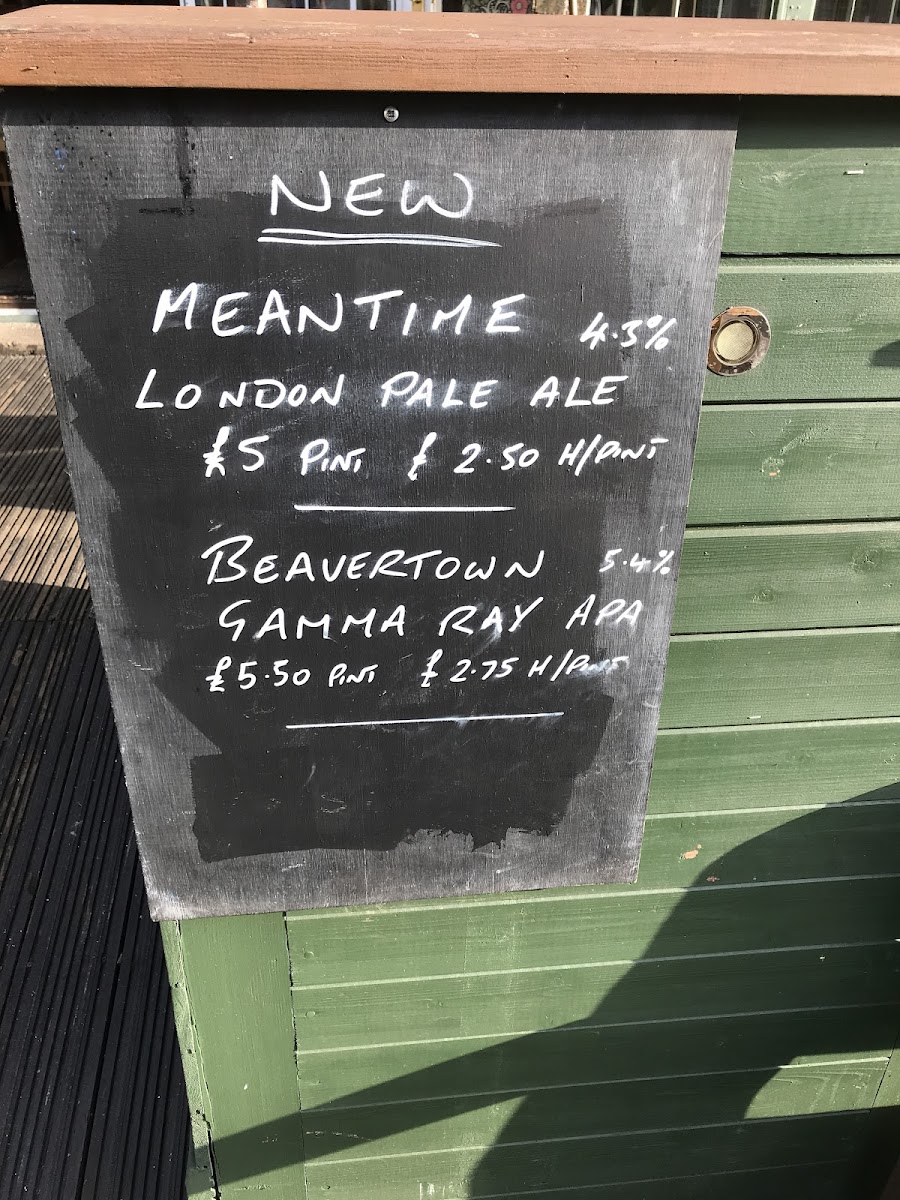 NEW
MEANTIME 4.3%
LONDON PALE ALE
£5 PINT £2.50 H/PINT
BEAVERTOWN 5.4%
GAMMA RAY APA
£5.50 PINT £2.75 H/PINT